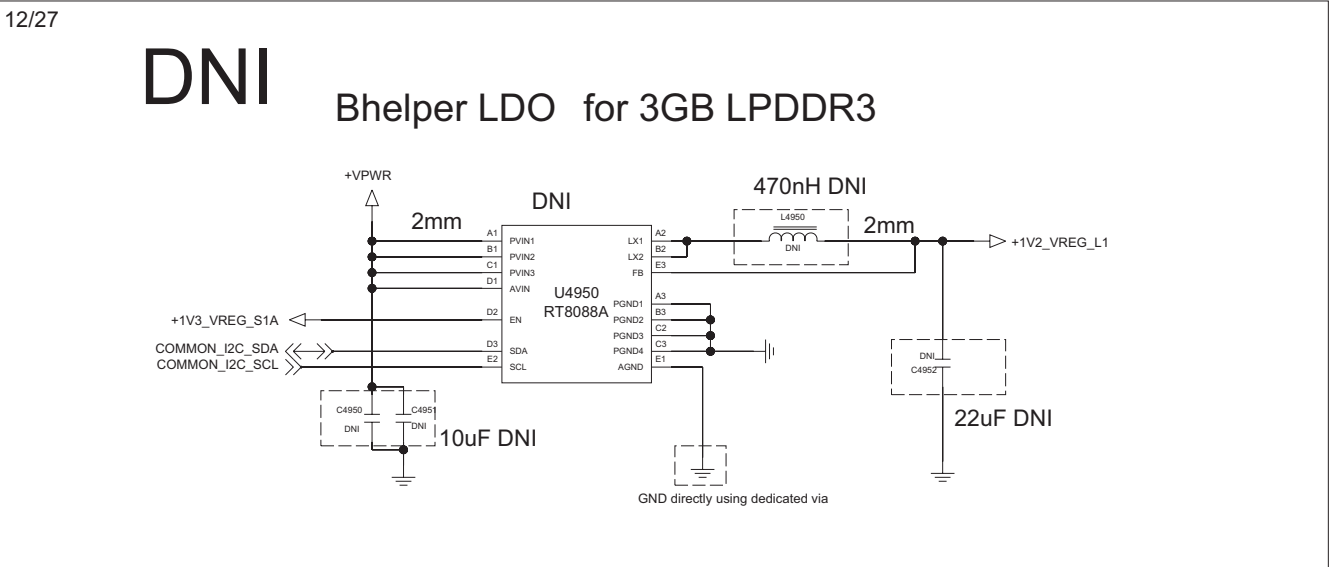 12/27
DNI
Bhelper LDO for 3GB LPDDR3
+VPWR
2mm
DNI
470nH DNI
L4950
DNI
2mm
+1V2_VREG_L1
A1 PVIN1
B1 PVIN2
C1 PVIN3
D1 AVIN
D2 EN
D3 SDA
E2 SCL
U4950
RT8088A
LX1 A2
LX2 B2
FB E3
PGND1 A3
PGND2 B3
PGND3 C2
PGND4 C3
AGND E1
+1V3_VREG_S1A
COMMON_I2C_SDA
COMMON_I2C_SCL
C4950
DNI
C4951
DNI
10uF DNI
DNI
C4952
22uF DNI
GND directly using dedicated via